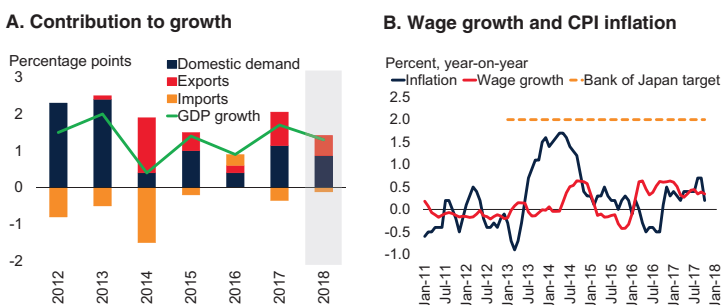 A. Contribution to growth
Percentage points
Domestic demand
Exports
Imports
GDP growth
3
2
1
0
-1
-2
2012
2013
2014
2015
2016
2017
2018
B. Wage growth and CPI inflation
Percent, year-on-year
Inflation Wage growth Bank of Japan target
2.5
2.0
1.5
1.0
0.5
0.0
-0.5
-1.0
Jan-11
Jul-11
Jan-12
Jul-12
Jan-13
Jul-13
Jan-14
Jul-14
Jan-15
Jul-15
Jan-16
Jul-16
Jan-17
Jul-17
Jan-18